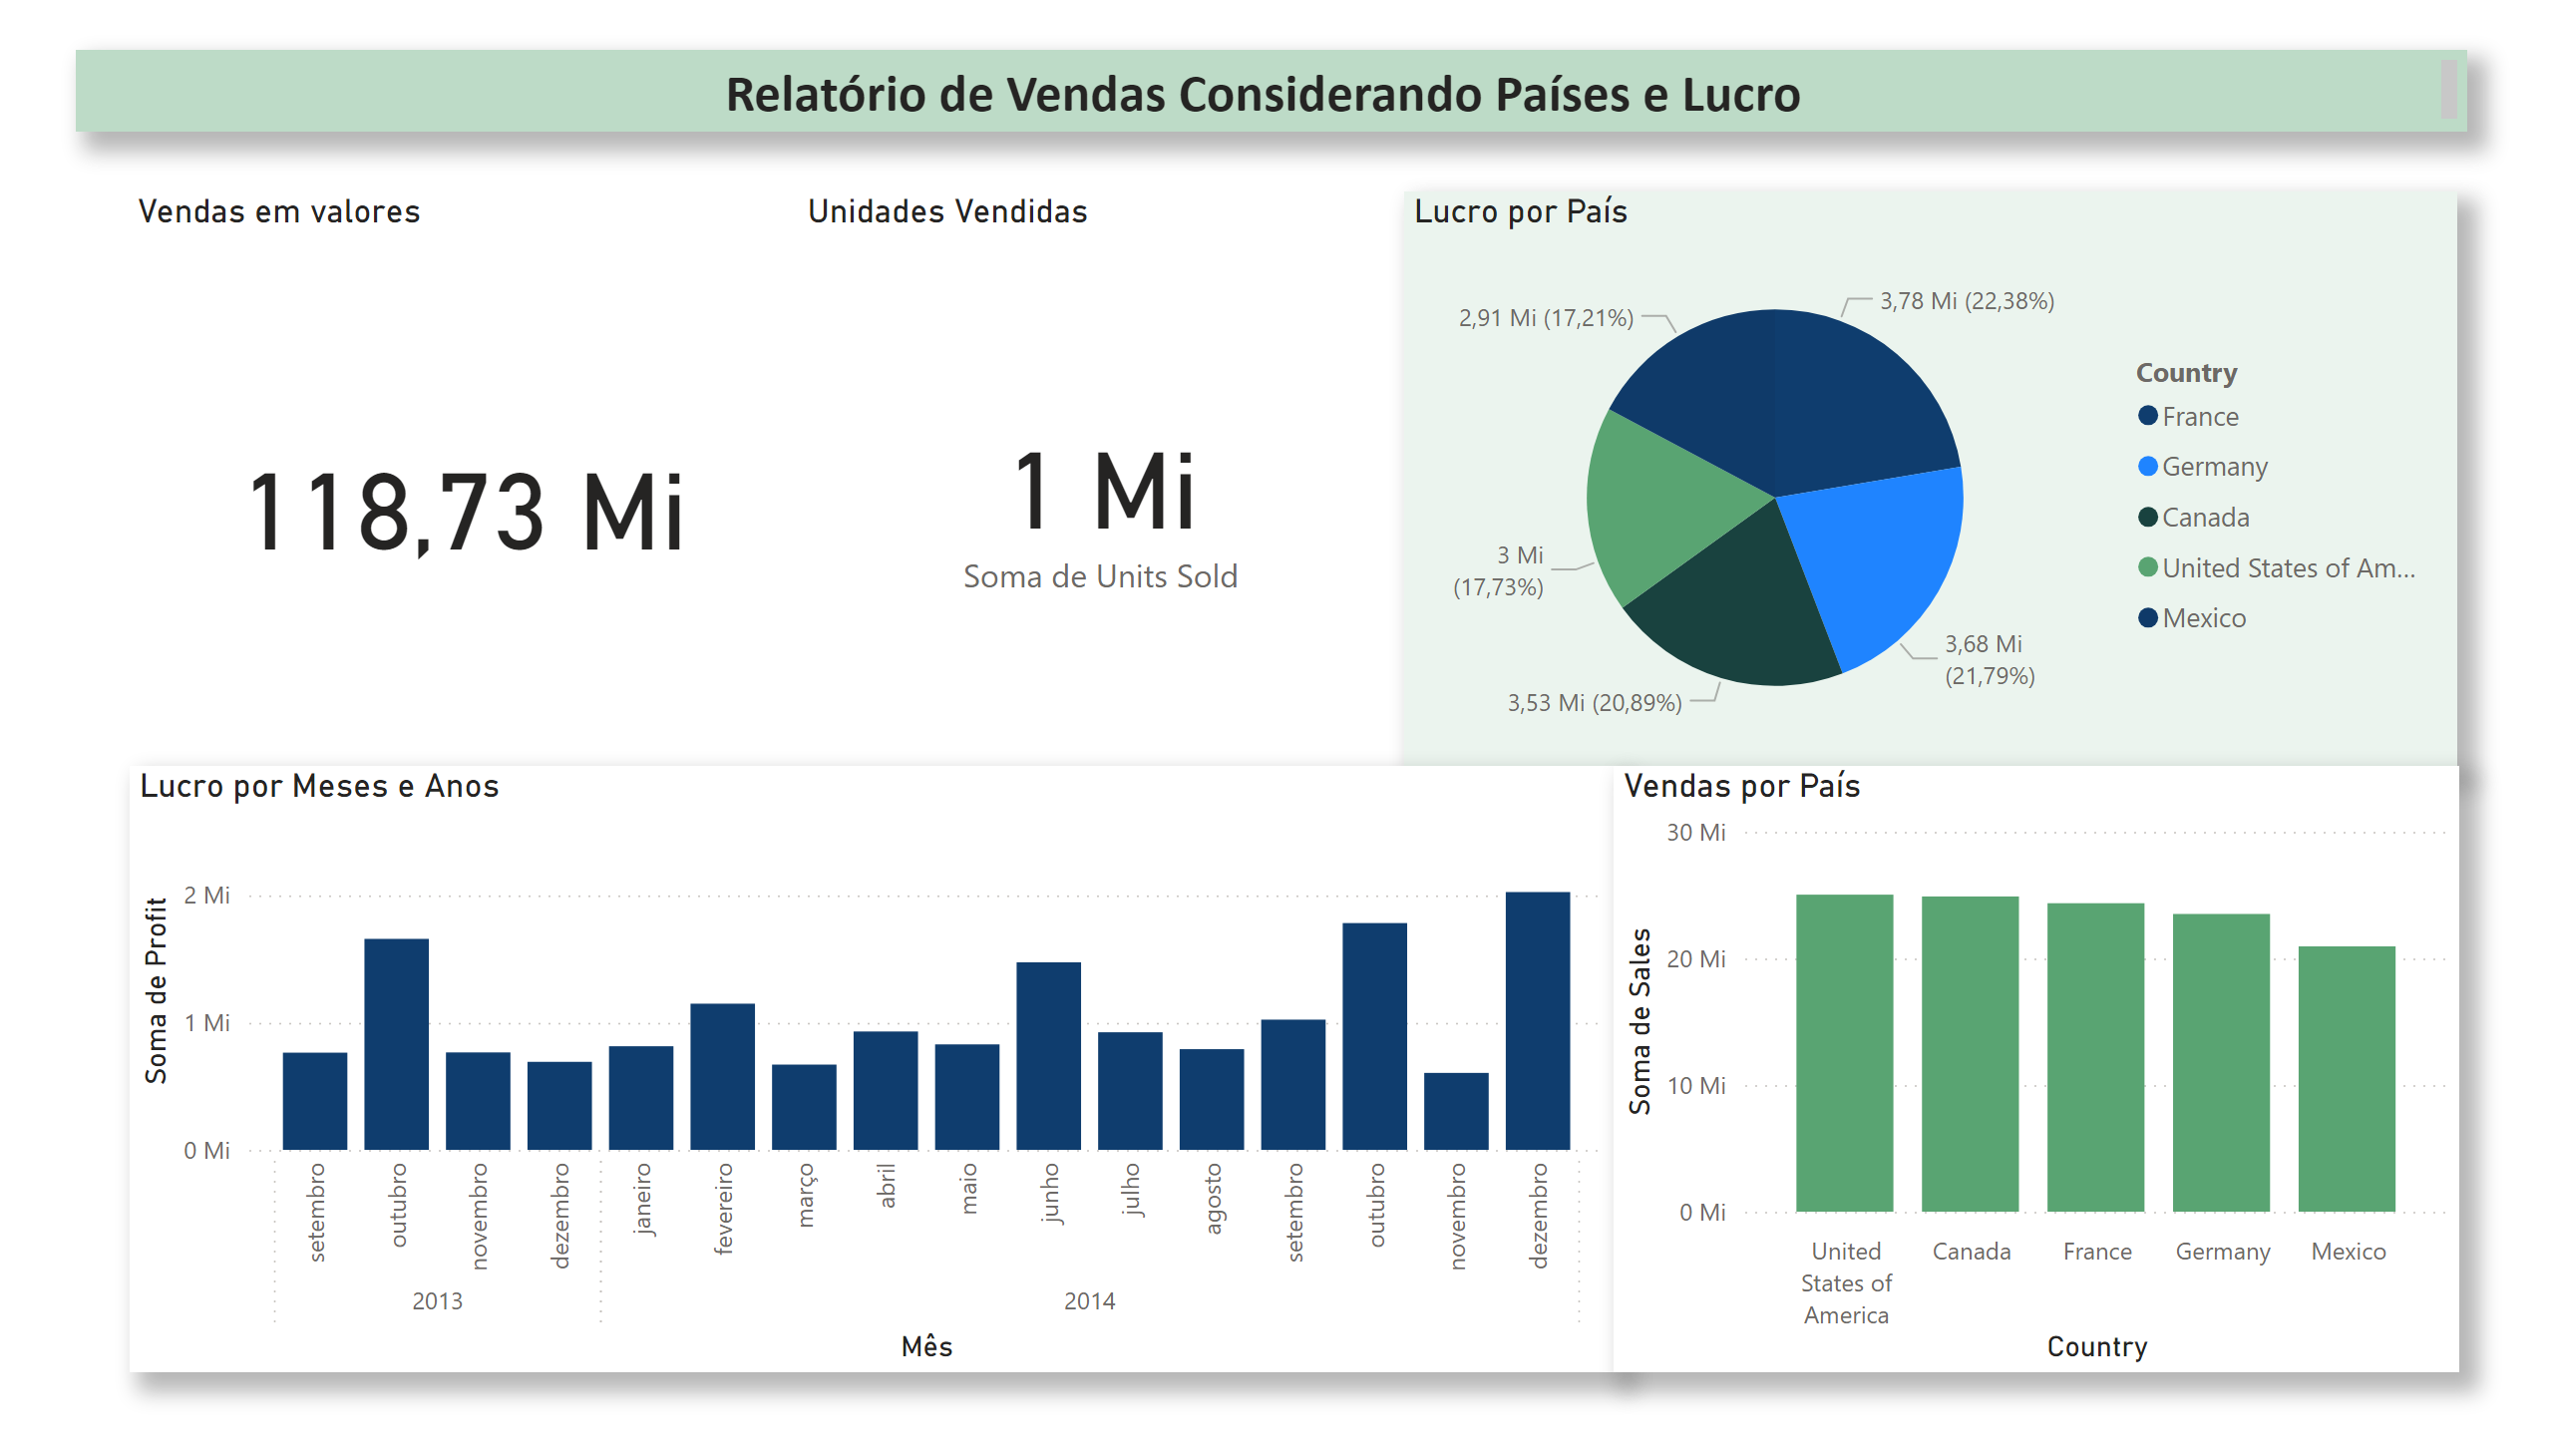 Relatório de Vendas Considerando Países e Lucro
Vendas em valores
118,73 Mi
Unidades Vendidas
1 Mi
Soma de Units Sold
Lucro por País
3,78 Mi (22,38%)
2,91 Mi (17,21%)
3 Mi
(17,73%)
3,68 Mi
(21,79%)
3,53 Mi (20,89%)
Country
France
Germany
Canada
United States of Am...
Mexico
Lucro por Meses e Anos
Soma de Profit
2 Mi
1 Mi
0 Mi
setembro
outubro
novembro
dezembro
janeiro
fevereiro
março
abril
maio
junho
julho
agosto
setembro
outubro
novembro
dezembro
2013
2014
Mês
Vendas por País
Soma de Sales
30 Mi
20 Mi
10 Mi
0 Mi
United
States of
America
Canada
France
Germany
Mexico
Country